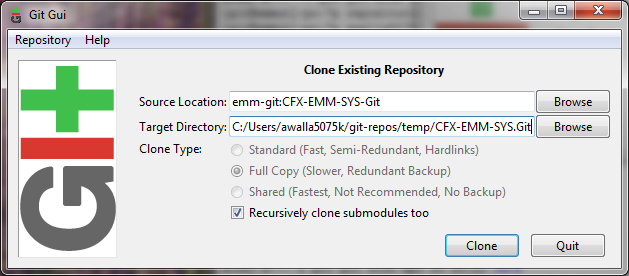 Git Gui
Repository Help
Clone Existing Repository
Source Location: emm-git:CFX-EMM-SYS-Git Browse
Target Directory: C:/Users/awalla5075k/git-repos/temp/CFX-EMM-SYS.Git Browse
Clone Type: Standard (Fast, Semi-Redundant, Hardlinks)
Full Copy (Slower, Redundant Backup)
Shared (Fastest, Not Recommended, No Backup)
Recursively clone submodules too
Clone Quit
Git